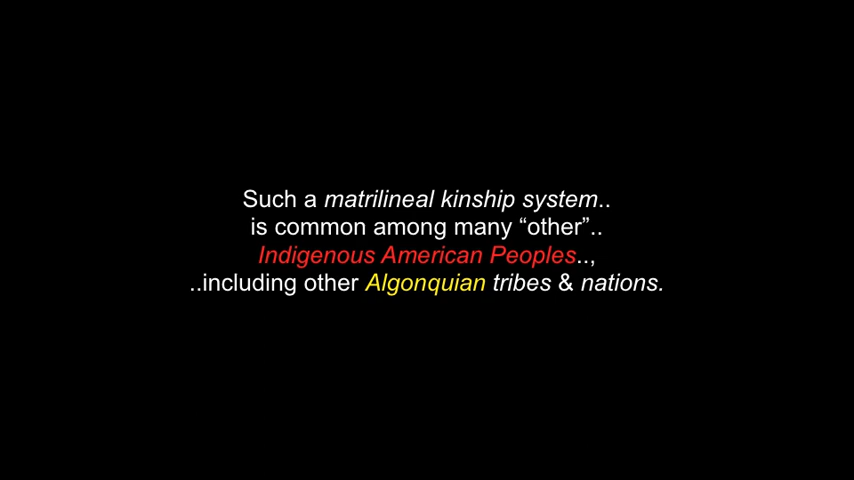 Such a matrilineal kinship system..
is common among many “other”..
Indigenous American Peoples..,
..including other Algonquian tribes & nations.